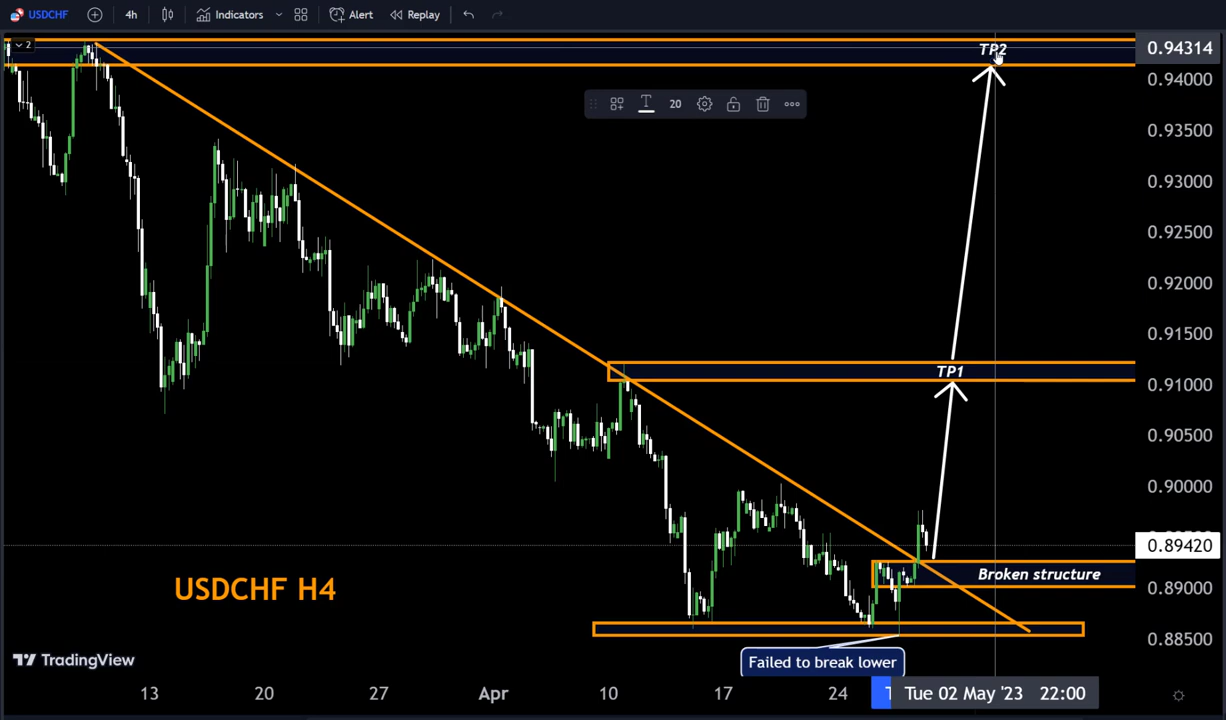 USDCHF
4h
Indicators
Alert
Replay
2
TP2
0.94314
0.94000
20
0.93500
0.93000
0.92500
0.92000
0.91500
TP1
0.91000
0.90500
0.90000
0.89420
Broken structure
0.89000
USDCHF H4
0.88500
Failed to break lower
TradingView
13
20
27
Apr
10
17
24
Tue 02 May '23 22:00